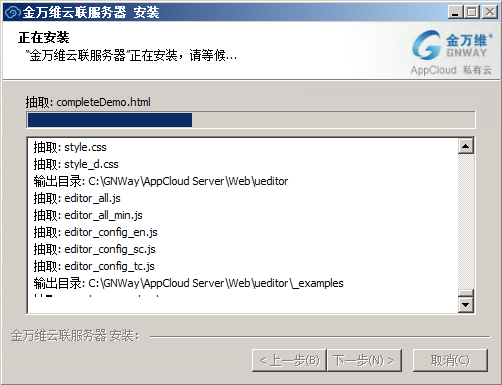 金万维云联服务器 安装
正在安装
"金万维云联服务器"正在安装，请等候...
金万维®
GNWAY
AppCloud 私有云
抽取: completeDemo.html
抽取: style.css
抽取: style_d.css
输出目录: C:\GNWay\AppCloud Server\Web\ueditor
抽取: editor_all.js
抽取: editor_all_min.js
抽取: editor_config_en.js
抽取: editor_config_sc.js
抽取: editor_config_tc.js
输出目录: C:\GNWay\AppCloud Server\Web\ueditor\_examples
金万维云联服务器 安装：
< 上一步(B)
下一步(N) >
取消(C)